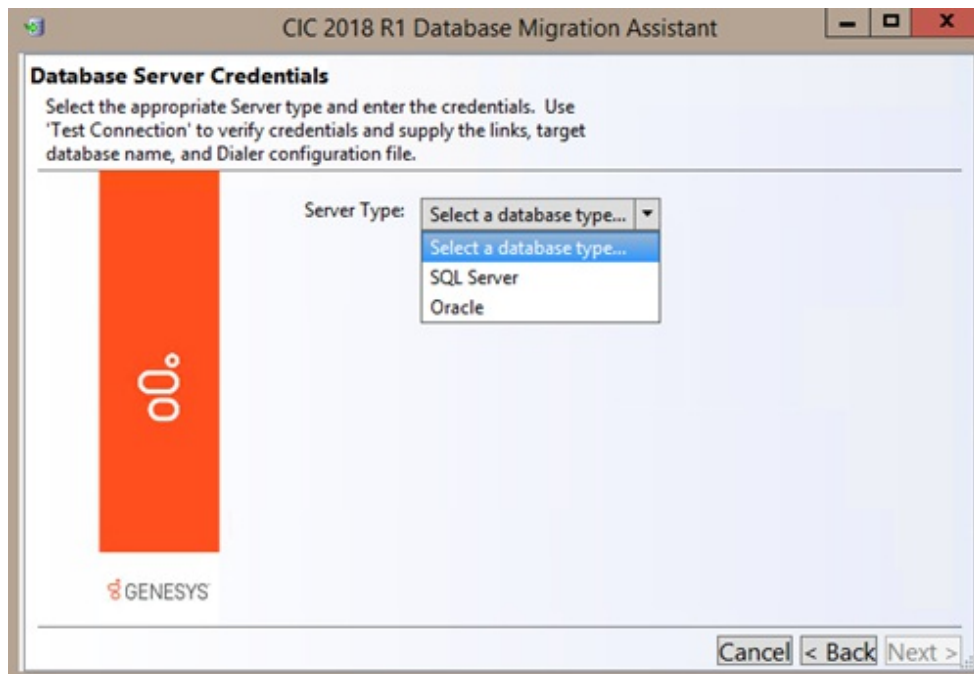 CIC 2018 R1 Database Migration Assistant
Database Server Credentials
Select the appropriate Server type and enter the credentials. Use
'Test Connection' to verify credentials and supply the links, target
database name, and Dialer configuration file.
Server Type: Select a database type...
Select a database type...
SQL Server
Oracle
GENESYS
Cancel < Back Next >